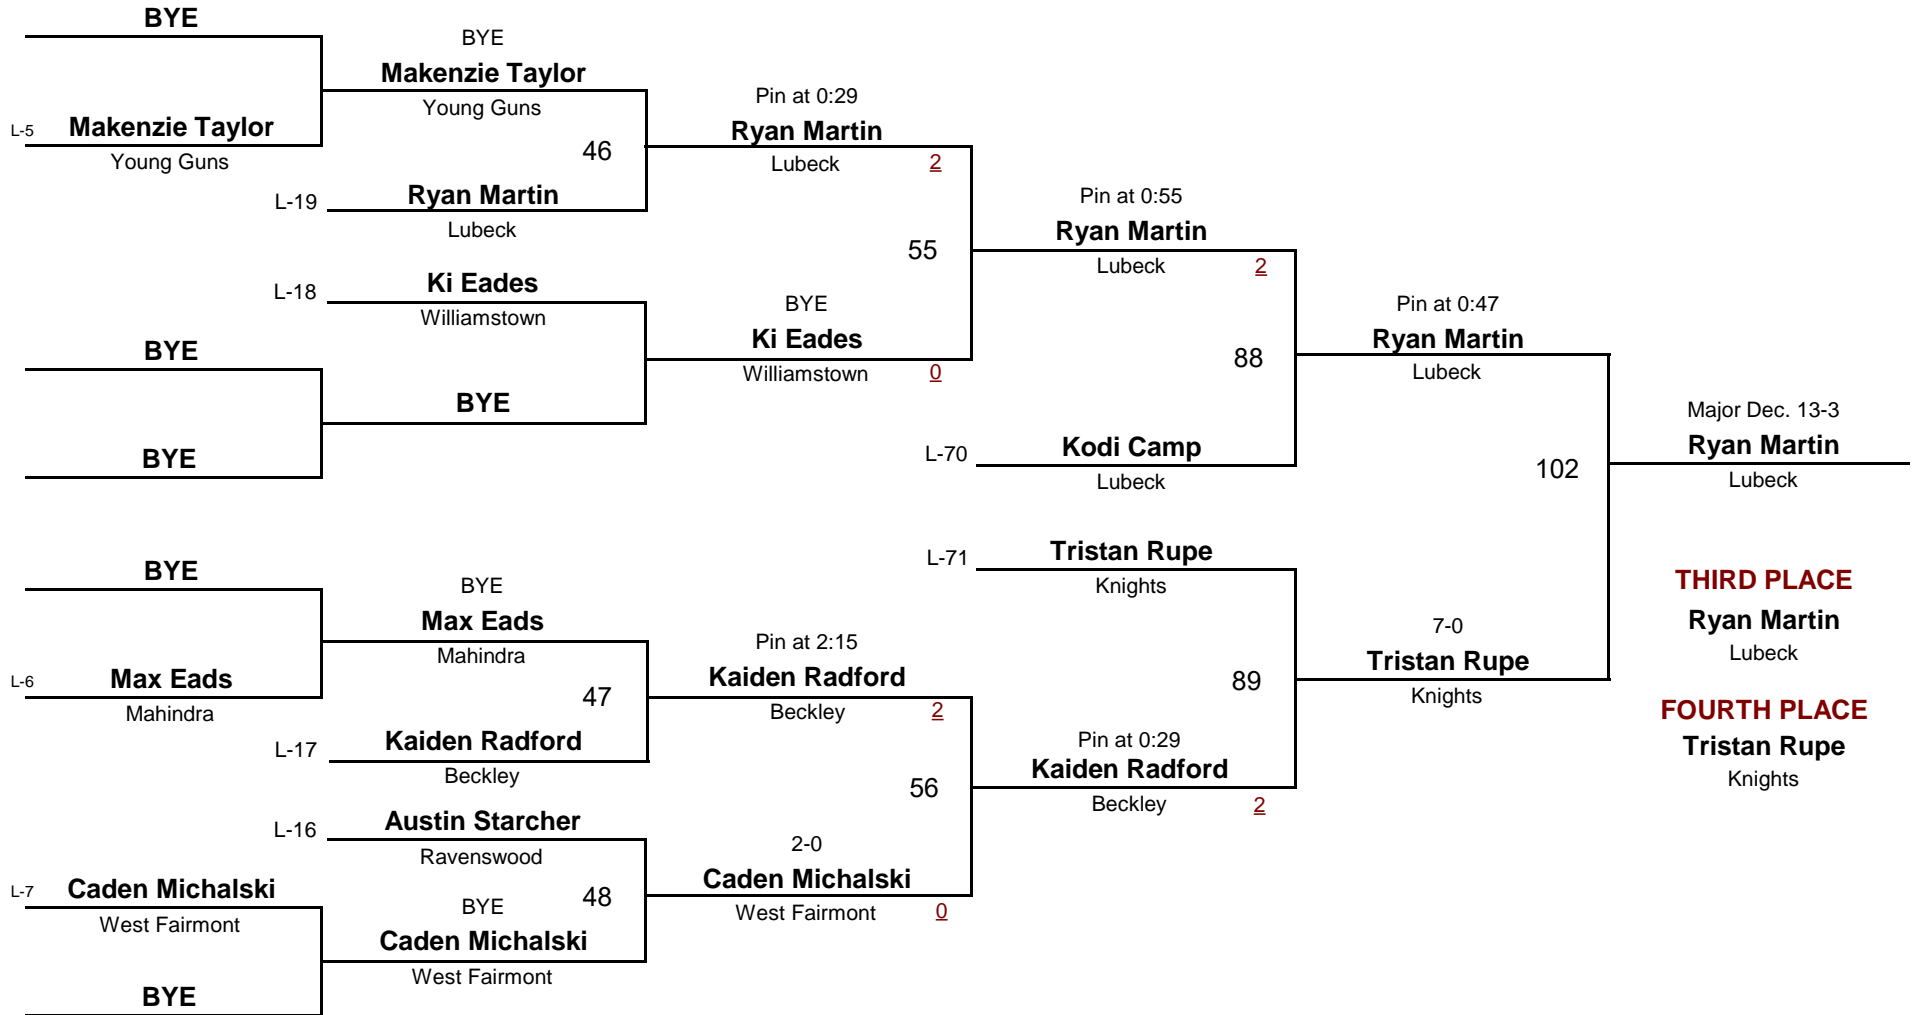 BYE
L-5 Makenzie Taylor
Young Guns
BYE
Makenzie Taylor
Young Guns
46
L-19 Ryan Martin
Lubeck
Pin at 0:29
Ryan Martin
Lubeck 2
L-18 Ki Eades
Williamstown
BYE
BYE
BYE
55
BYE
Ki Eades
Williamstown 0
Pin at 0:55
Ryan Martin
Lubeck 2
88
L-70 Kodi Camp
Lubeck
Pin at 0:47
Ryan Martin
Lubeck
102
Major Dec. 13-3
Ryan Martin
Lubeck
BYE
L-6 Max Eads
Mahindra
BYE
Max Eads
Mahindra
47
L-17 Kaiden Radford
Beckley
Pin at 2:15
Kaiden Radford
Beckley 2
L-16 Austin Starcher
Ravenswood
L-7 Caden Michalski
West Fairmont
BYE
BYE
Caden Michalski
West Fairmont
48
56
2-0
Caden Michalski
West Fairmont 0
L-71 Tristan Rupe
Knights
89
Pin at 0:29
Kaiden Radford
Beckley 2
7-0
Tristan Rupe
Knights
THIRD PLACE
Ryan Martin
Lubeck
FOURTH PLACE
Tristan Rupe
Knights